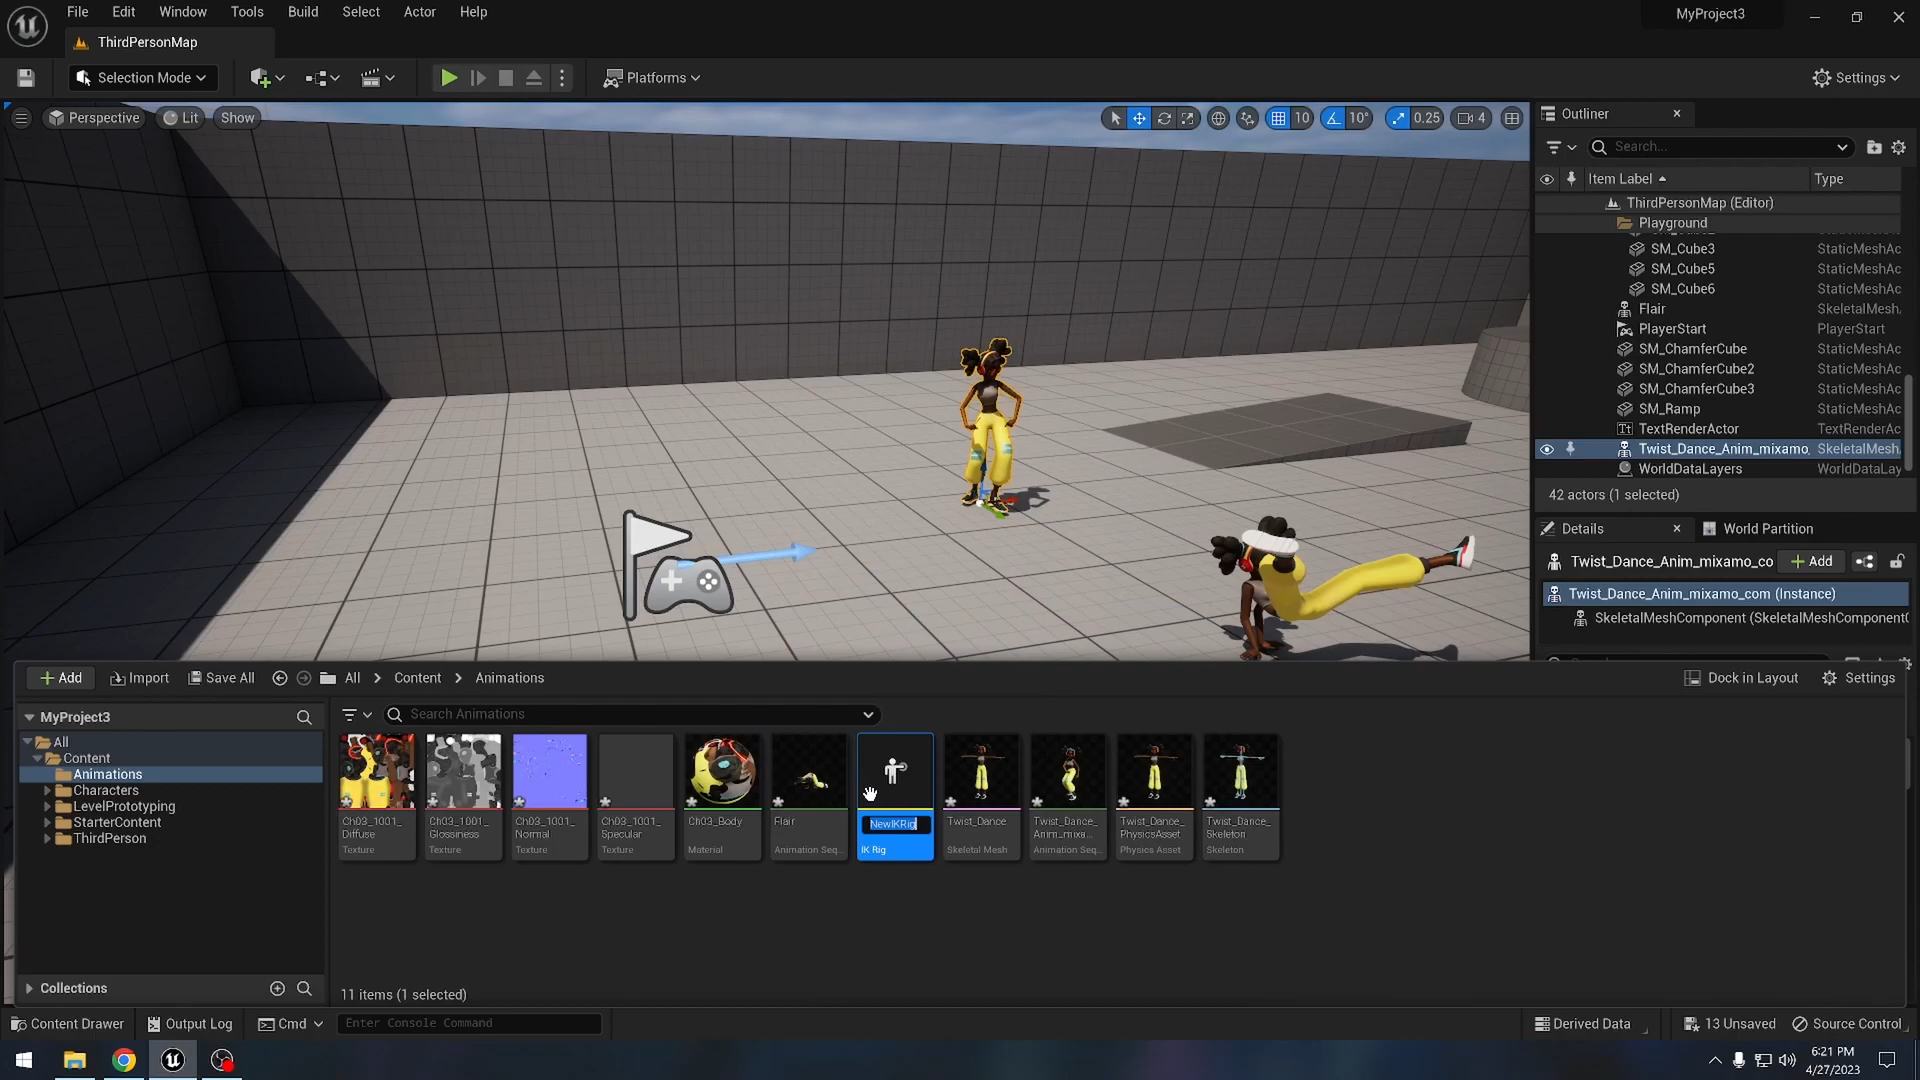 File Edit Window Tools Build Select Actor Help
MyProject3
ThirdPersonMap
Selection Mode
Platforms
Settings
Perspective
Lit
Show
10
10°
0.25
4
Outliner
Search...
Item Label
Type
ThirdPersonMap (Editor)
Playground
SM_Cube3 StaticMeshAc
SM_Cube5 StaticMeshAc
SM_Cube6 StaticMeshAc
Flair SkeletalMesh
PlayerStart PlayerStart
SM_ChamferCube StaticMeshAc
SM_ChamferCube2 StaticMeshAc
SM_ChamferCube3 StaticMeshAc
SM_Ramp StaticMeshAc
TextRenderActor TextRenderAc
Twist_Dance_Anim_mixamo SkeletalMesh
WorldDataLayers WorldDataLay
42 actors (1 selected)
Details
World Partition
Twist_Dance_Anim_mixamo_co
Add
Twist_Dance_Anim_mixamo_com (Instance)
SkeletalMeshComponent (SkeletalMeshComponent
Add
Import
Save All
All
Content
Animations
Dock in Layout
Settings
MyProject3
Search Animations
All
Content
Animations
Characters
LevelPrototyping
StarterContent
ThirdPerson
Ch03_1001_
Diffuse
Texture
Ch03_1001_
Glossiness
Texture
Ch03_1001_
Normal
Texture
Ch03_1001_
Specular
Texture
Ch03_Body
Material
Flair
Animation Seq...
NewIKRig
IK Rig
Twist_Dance
Skeletal Mesh
Twist_Dance_
Anim_mixa...
Animation Seq...
Twist_Dance_
PhysicsAsset
Physics Asset
Twist_Dance_
Skeleton
Skeleton
Collections
11 items (1 selected)
Content Drawer
Output Log
Cmd
Enter Console Command
Derived Data
13 Unsaved
Source Control
6:21 PM
4/27/2023